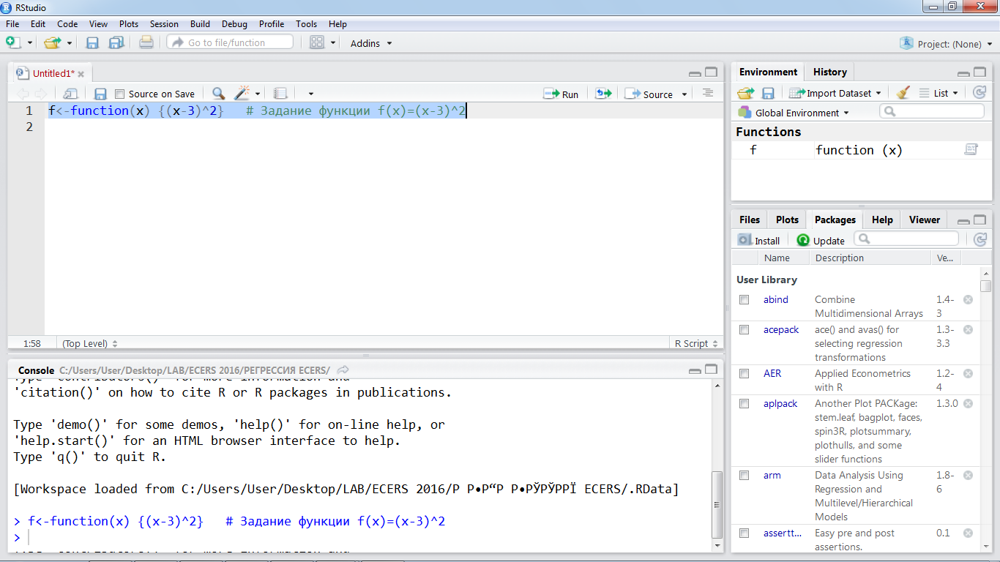 RStudio
File Edit Code View Plots Session Build Debug Profile Tools Help
Go to file/function Addins Project: (None)
Untitled1*
Source on Save Run Source
1 f<-function(x) {(x-3)^2} # Задание функции f(x)=(x-3)^2
2
1:58 (Top Level) R Script
Console C:/Users/User/Desktop/LAB/ECERS 2016/РЕГРЕССИЯ ECERS/
Type 'contributors()' for more information and
'citation()' on how to cite R or R packages in publications.
Type 'demo()' for some demos, 'help()' for on-line help, or
'help.start()' for an HTML browser interface to help.
Type 'q()' to quit R.
[Workspace loaded from C:/Users/User/Desktop/LAB/ECERS 2016/Р Р•Р“Р Р•РЎРЎРРЇ ECERS/.RData]
> f<-function(x) {(x-3)^2} # Задание функции f(x)=(x-3)^2
>
Environment History
Import Dataset List
Global Environment
Functions
f function (x)
Files Plots Packages Help Viewer
Install Update
Name Description Ve...
User Library
abind Combine 1.4-
Multidimensional Arrays 3
acepack ace() and avas() for 1.3-
selecting regression 3.3
transformations
AER Applied Econometrics 1.2-
with R 4
aplpack Another Plot PACKage: 1.3.0
stem.leaf, bagplot, faces,
spin3R, plotsummary,
plothulls, and some
slider functions
arm Data Analysis Using 1.8-
Regression and 6
Multilevel/Hierarchical
Models
assertt... Easy pre and post 0.1
assertions.